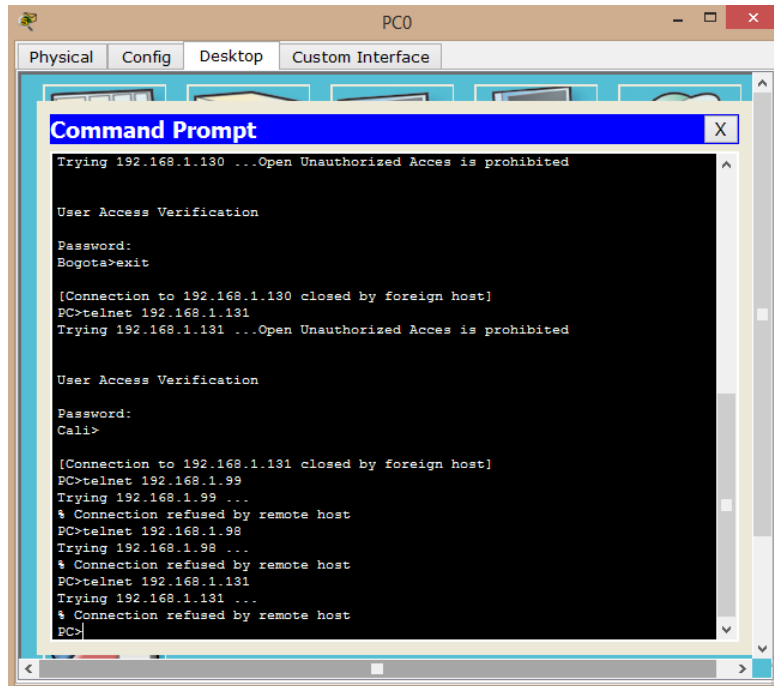 PC0
Physical Config Desktop Custom Interface
Command Prompt X
Trying 192.168.1.130 ...Open Unauthorized Acces is prohibited
User Access Verification
Password:
Bogota>exit
[Connection to 192.168.1.130 closed by foreign host]
PC>telnet 192.168.1.131
Trying 192.168.1.131 ...Open Unauthorized Acces is prohibited
User Access Verification
Password:
Cali>
[Connection to 192.168.1.131 closed by foreign host]
PC>telnet 192.168.1.99
Trying 192.168.1.99 ...
% Connection refused by remote host
PC>telnet 192.168.1.98
Trying 192.168.1.98 ...
% Connection refused by remote host
PC>telnet 192.168.1.131
Trying 192.168.1.131 ...
% Connection refused by remote host
PC>